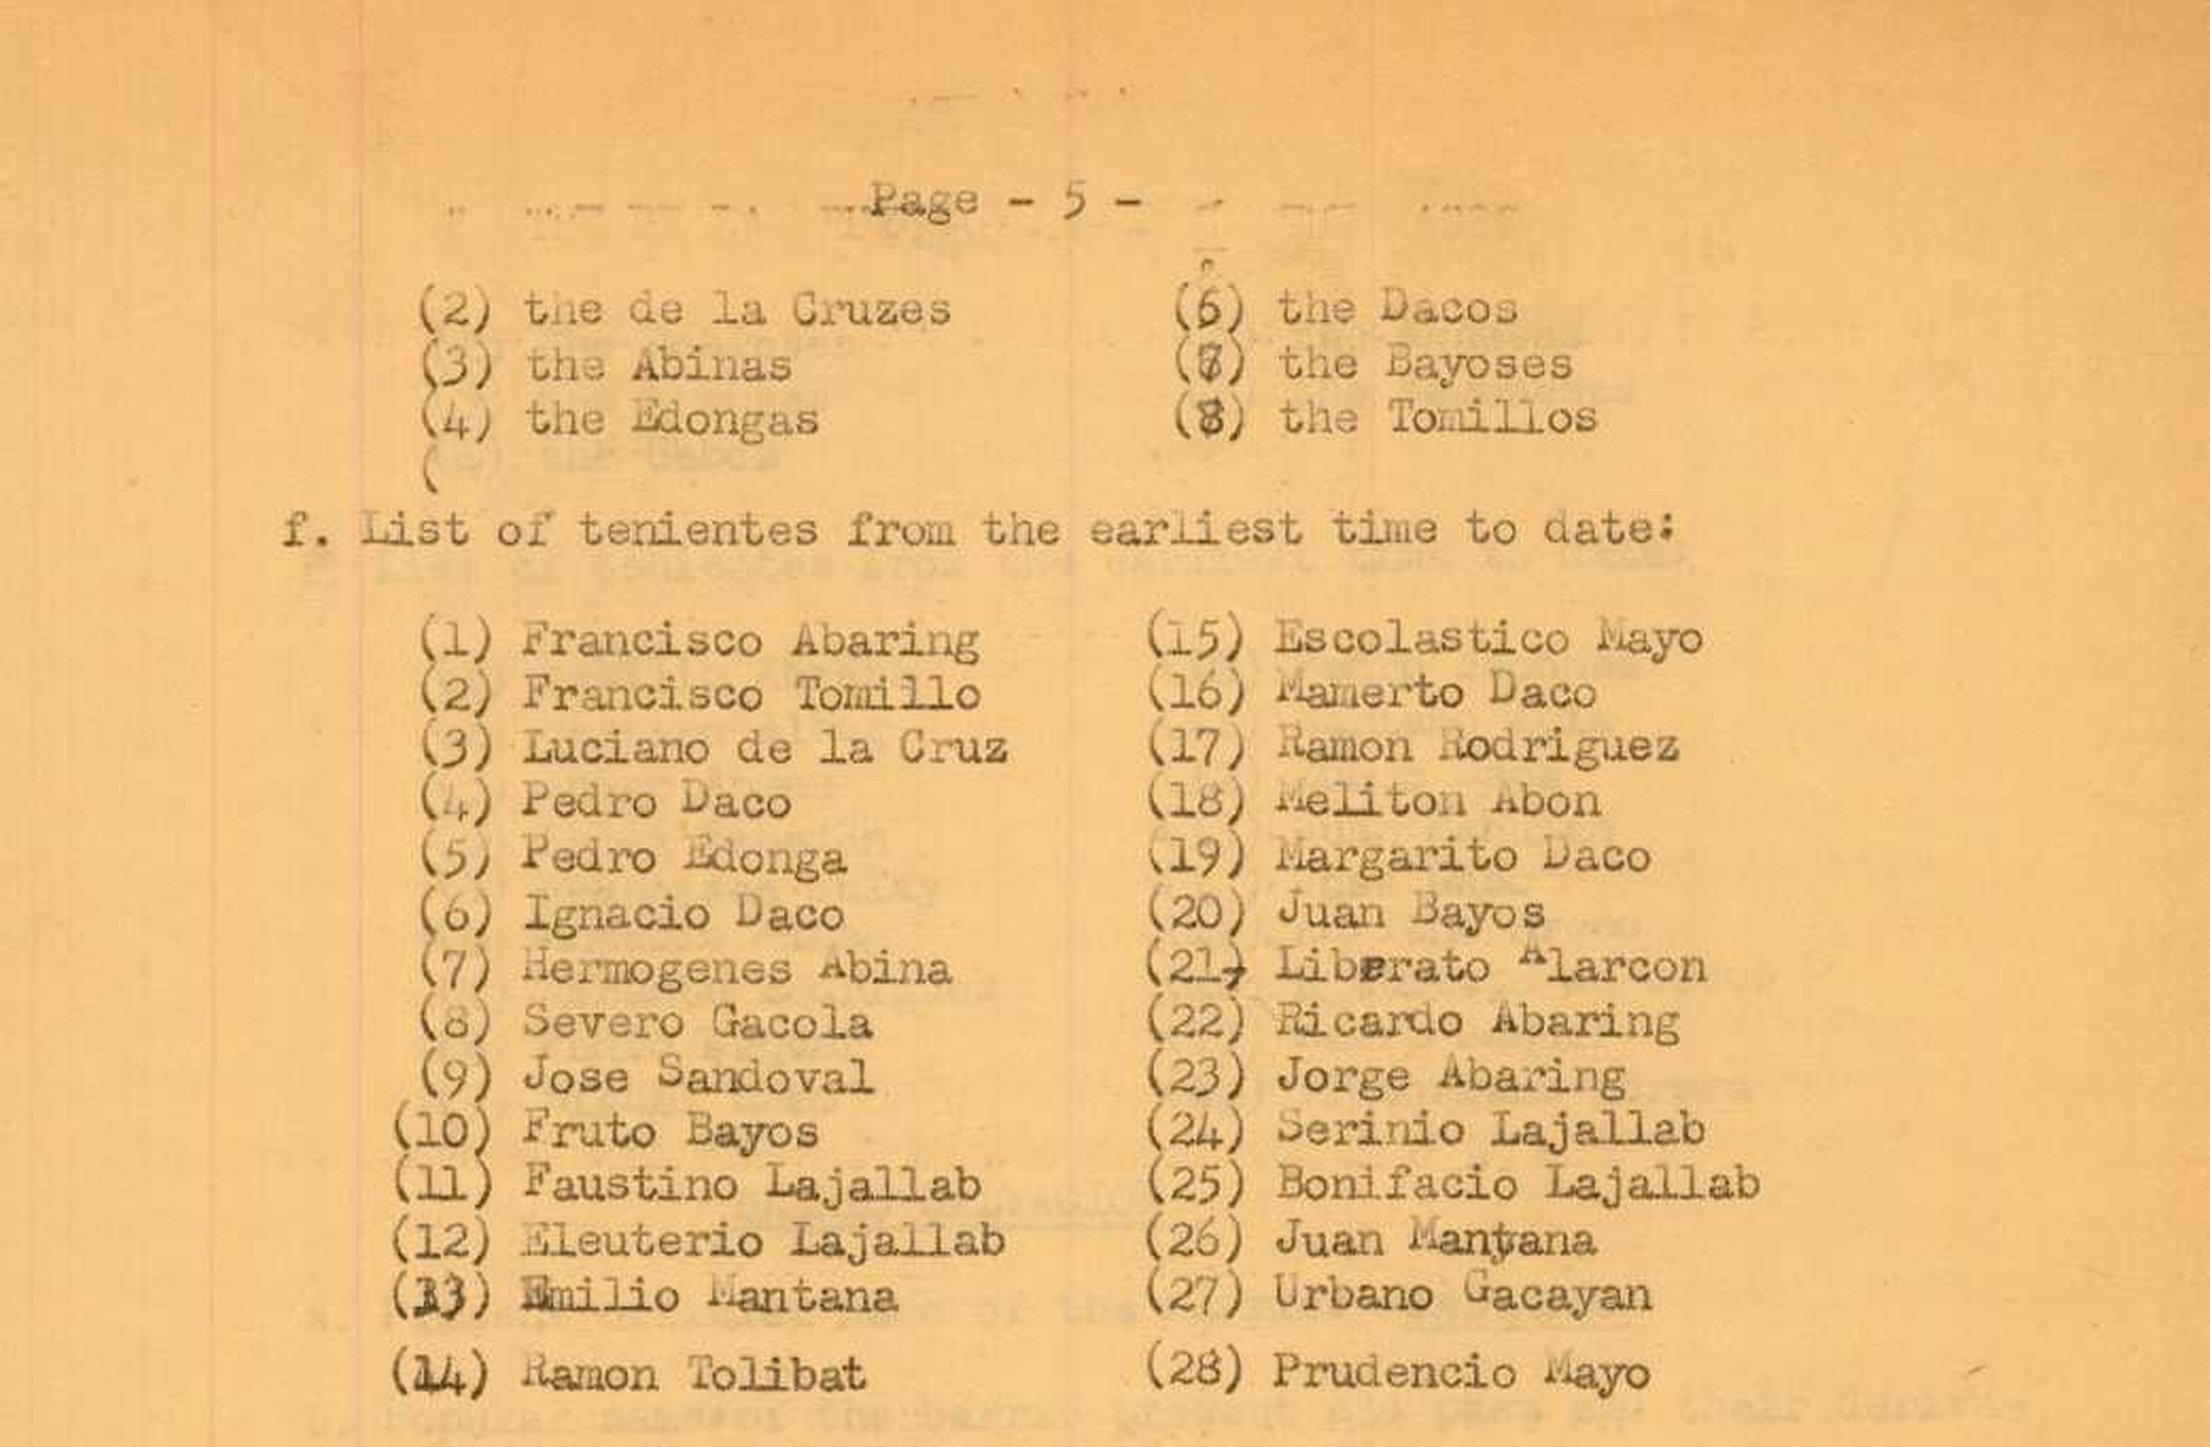 Page - 5 -
(2) the de la Cruzes (6) the Dacos
(3) the Abinas (7) the Bayoses
(4) the Edongas (8) the Tomillos
(
f. List of tenientes from the earliest time to date:
(1) Francisco Abaring (15) Escolastico Mayo
(2) Francisco Tomillo (16) Mamerto Daco
(3) Luciano de la Cruz (17) Ramon Rodriguez
(4) Pedro Daco (18) Meliton Abon
(5) Pedro Edonga (19) Margarito Daco
(6) Ignacio Daco (20) Juan Bayos
(7) Hermogenes Abina (21) Liberato Alarcon
(8) Severo Gacola (22) Ricardo Abaring
(9) Jose Sandoval (23) Jorge Abaring
(10) Fruto Bayos (24) Serinio Lajallab
(11) Faustino Lajallab (25) Bonifacio Lajallab
(12) Eleuterio Lajallab (26) Juan Mantana
(13) Emilio Mantana (27) Urbano Gacayan
(14) Ramon Tolibat (28) Prudencio Mayo